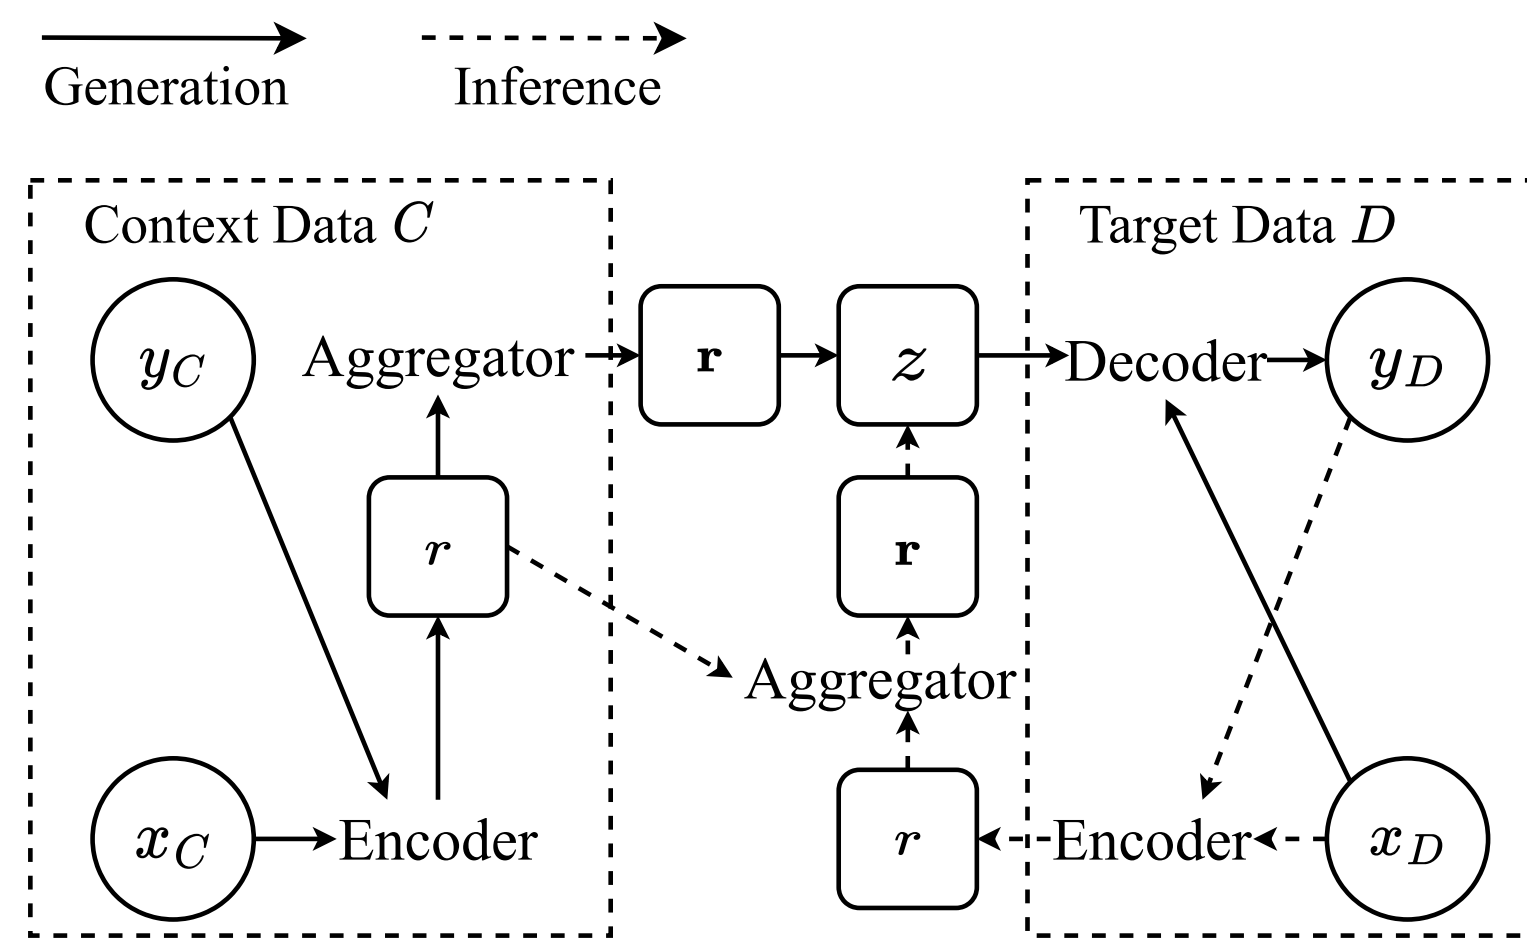 Generation
Inference
Context Data C
Target Data D
y_C
Aggregator
r
z
Decoder
y_D
r
r
Aggregator
x_C
Encoder
r
Encoder
x_D